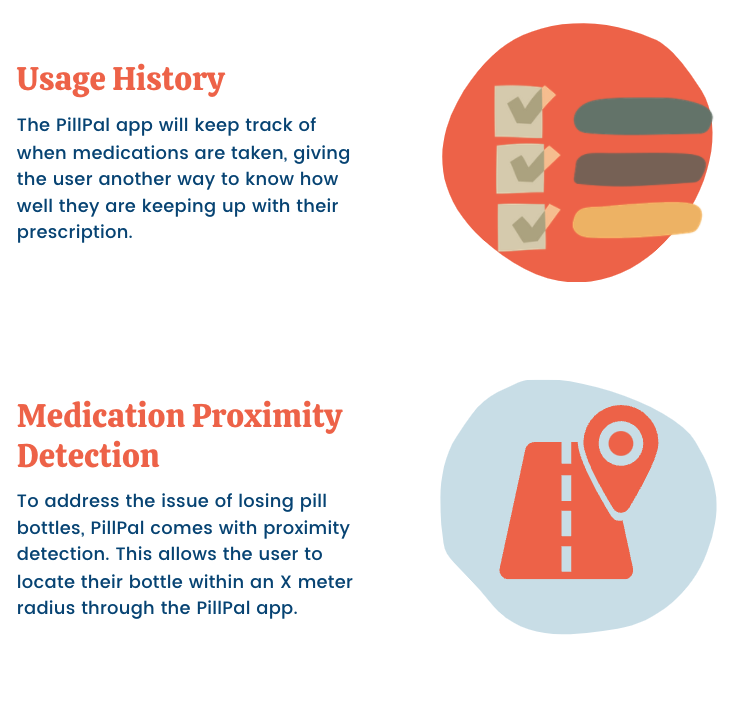 Usage History
The PillPal app will keep track of
when medications are taken, giving
the user another way to know how
well they are keeping up with their
prescription.
Medication Proximity
Detection
To address the issue of losing pill
bottles, PillPal comes with proximity
detection. This allows the user to
locate their bottle within an X meter
radius through the PillPal app.